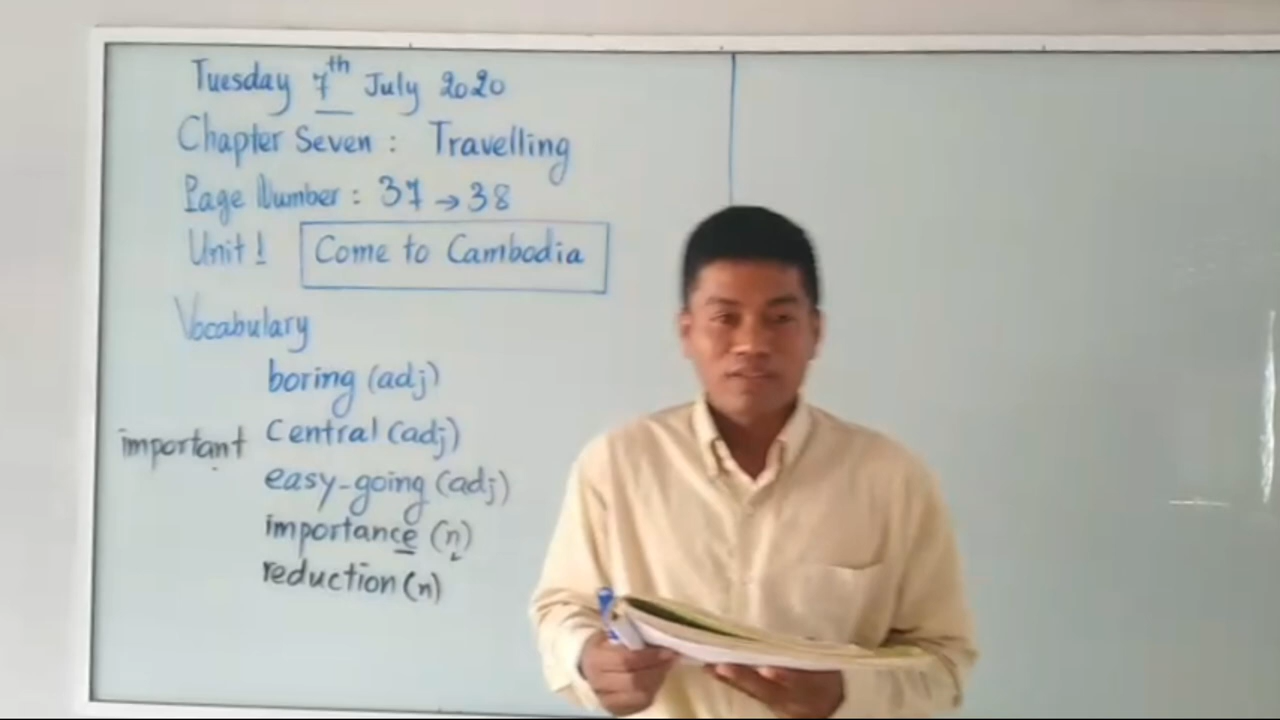 Tuesday 7th July 2020
Chapter Seven : Travelling
Page Number : 37 → 38
Unit 1 Come to Cambodia
Vocabulary
boring (adj)
important Central (adj)
easy-going (adj)
importance (n)
reduction (n)